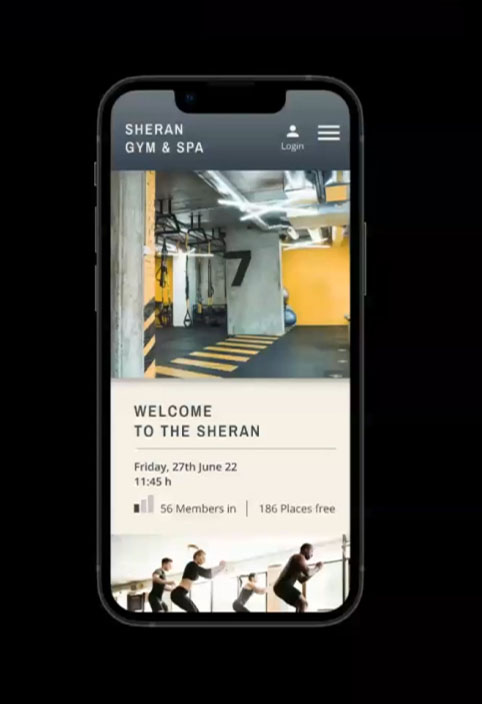 SHERAN
GYM & SPA
Login
7
WELCOME
TO THE SHERAN
Friday, 27th June 22
11:45 h
56 Members in
186 Places free